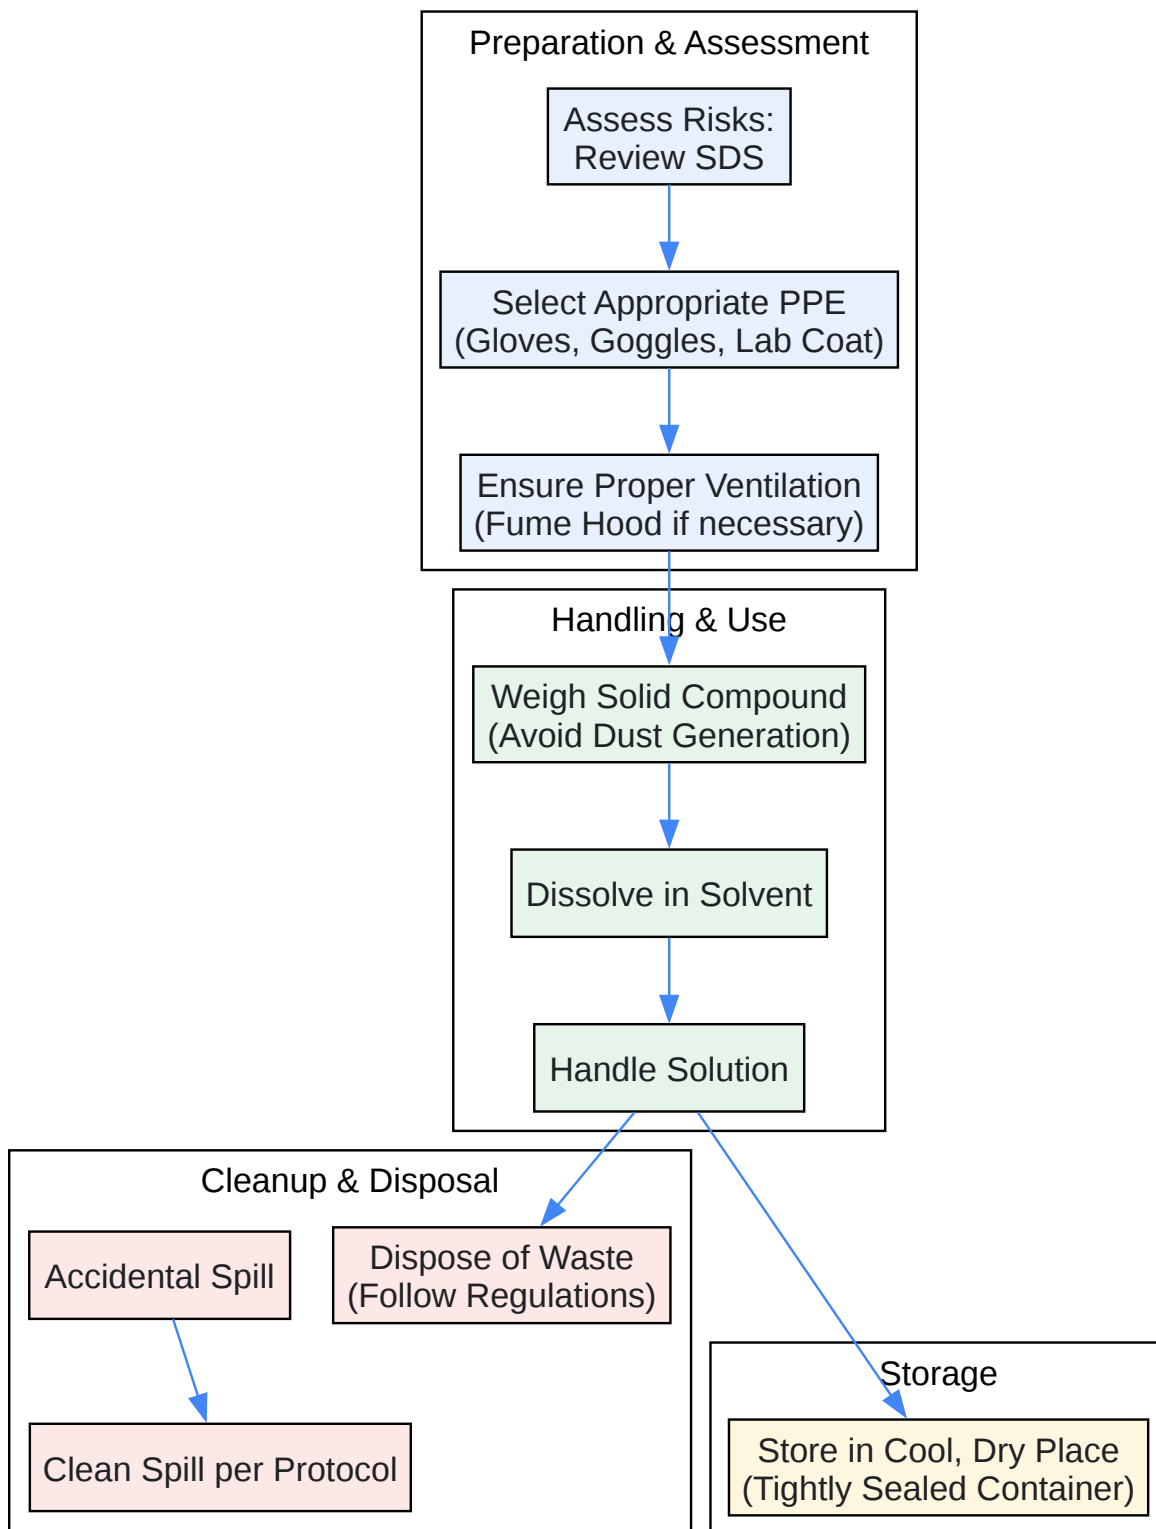 Preparation & Assessment
Assess Risks:
Review SDS
Select Appropriate PPE
(Gloves, Goggles, Lab Coat)
Ensure Proper Ventilation
(Fume Hood if necessary)
Handling & Use
Weigh Solid Compound
(Avoid Dust Generation)
Dissolve in Solvent
Handle Solution
Cleanup & Disposal
Accidental Spill
Dispose of Waste
(Follow Regulations)
Clean Spill per Protocol
Storage
Store in Cool, Dry Place
(Tightly Sealed Container)